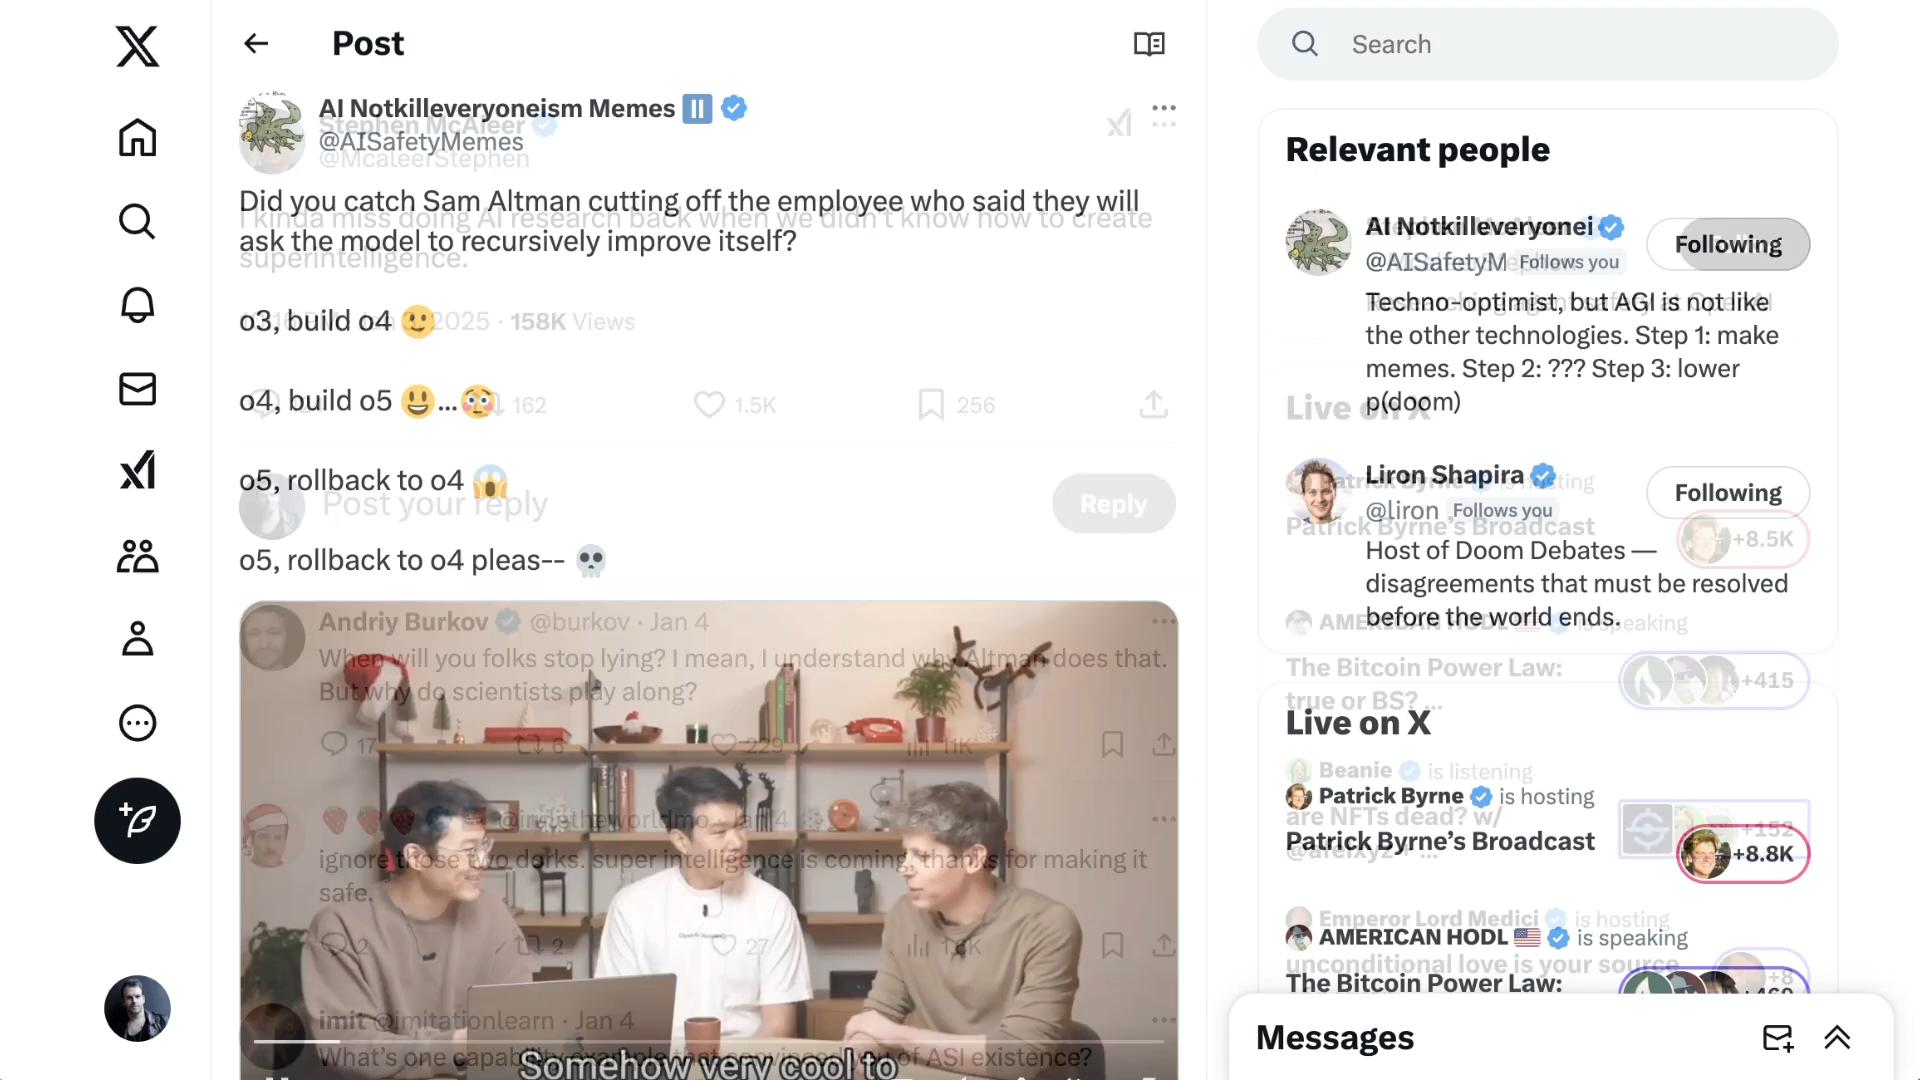 Post
Search
AI Notkilleveryoneism Memes
@AISafetyMemes
Stephen McAleer
@McaleerStephen
Did you catch Sam Altman cutting off the employee who said they will
ask the model to recursively improve itself?
I kinda miss doing AI research back when we didn't know how to create
superintelligence.
o3, build o4 🙂
2025 · 158K Views
o4, build o5 😃...😳
162
1.5K
256
o5, rollback to o4 😱
Post your reply
Reply
o5, rollback to o4 pleas-- 💀
Andriy Burkov @burkov · Jan 4
When will you folks stop lying? I mean, I understand why Altman does that.
But why do scientists play along?
17
6
229
11K
🍓🍓🍓 @iruletheworldmo · Jan 4
ignore those two dorks. super intelligence is coming. thanks for making it
safe.
2
2
27
imit @imitationlearn · Jan 4
What's one capability example that convinced you of ASI existence?
Somehow very cool to
Relevant people
AI Notkilleveryonei
@AISafetyM Follows you
Following
Techno-optimist, but AGI is not like
the other technologies. Step 1: make
memes. Step 2: ??? Step 3: lower
p(doom)
Live on X
Liron Shapira
@liron Follows you
Following
Patrick Byrne is hosting
Patrick Byrne's Broadcast
+8.5K
Host of Doom Debates —
disagreements that must be resolved
before the world ends.
AMERICAN HODL 🇺🇸 is speaking
The Bitcoin Power Law:
true or BS? ...
+415
Live on X
Beanie is listening
are NFTs dead? w/
+152
Patrick Byrne is hosting
Patrick Byrne's Broadcast
+8.8K
Emperor Lord Medici is hosting
unconditional love is your source
+8
AMERICAN HODL 🇺🇸 is speaking
The Bitcoin Power Law:
Messages